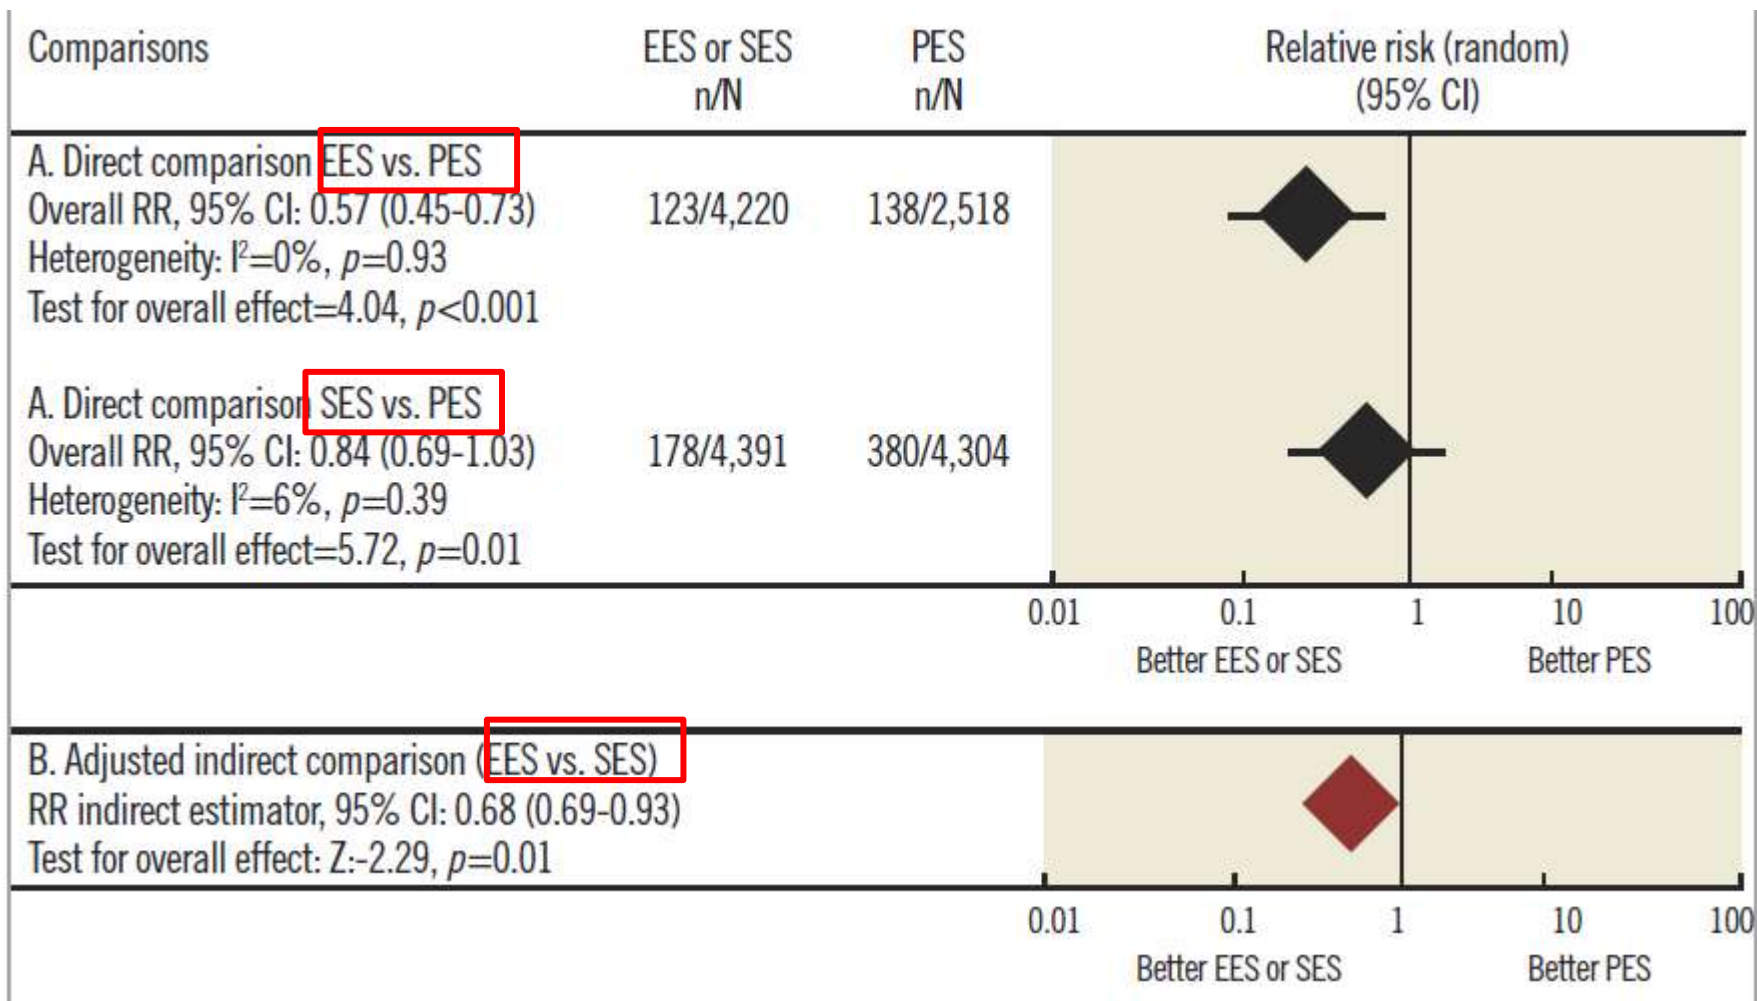 Comparisons EES or SES PES Relative risk (random)
n/N n/N (95% CI)
A. Direct comparison EES vs. PES
Overall RR, 95% CI: 0.57 (0.45-0.73) 123/4,220 138/2,518
Heterogeneity: I²=0%, p=0.93
Test for overall effect=4.04, p<0.001
A. Direct comparison SES vs. PES
Overall RR, 95% CI: 0.84 (0.69-1.03) 178/4,391 380/4,304
Heterogeneity: I²=6%, p=0.39
Test for overall effect=5.72, p=0.01
0.01 0.1 1 10 100
Better EES or SES Better PES
B. Adjusted indirect comparison (EES vs. SES)
RR indirect estimator, 95% CI: 0.68 (0.69-0.93)
Test for overall effect: Z:-2.29, p=0.01
0.01 0.1 1 10 100
Better EES or SES Better PES